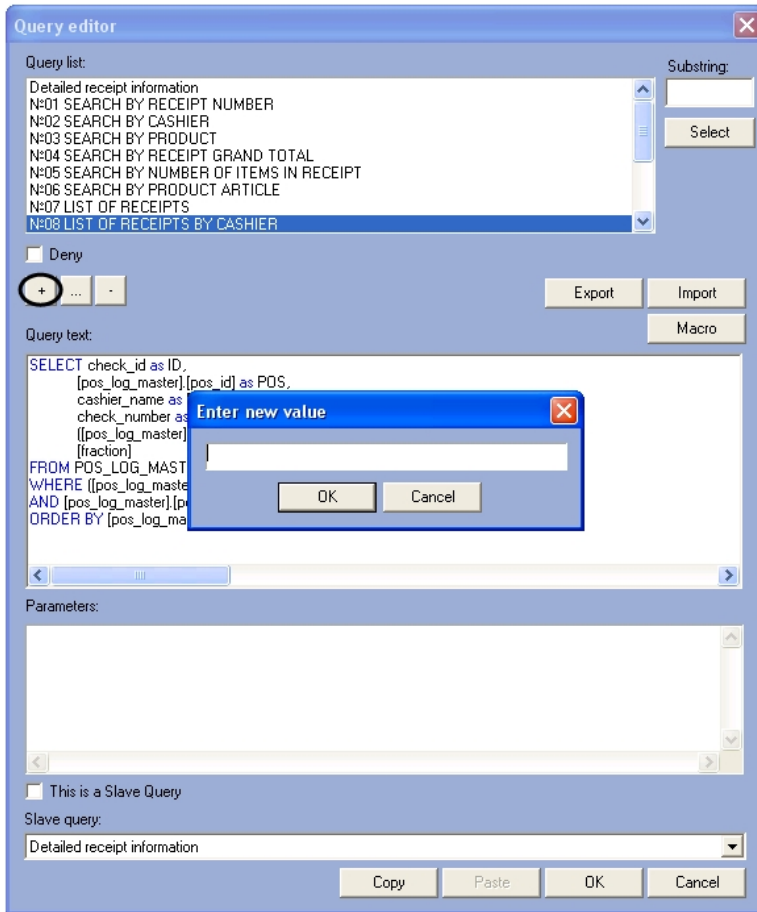 Query editor
Query list:
Substring:
Detailed receipt information
№01 SEARCH BY RECEIPT NUMBER
№02 SEARCH BY CASHIER
№03 SEARCH BY PRODUCT
№04 SEARCH BY RECEIPT GRAND TOTAL
№05 SEARCH BY NUMBER OF ITEMS IN RECEIPT
№06 SEARCH BY PRODUCT ARTICLE
№07 LIST OF RECEIPTS
№08 LIST OF RECEIPTS BY CASHIER
Select
Deny
+ ... -
Export Import
Macro
Query text:
SELECT check_id as ID,
[pos_log_master].[pos_id] as POS,
cashier_name as
check_number as
([pos_log_master]
[fraction]
FROM POS_LOG_MAST
WHERE ([pos_log_maste
AND [pos_log_master].[p
ORDER BY [pos_log_ma
Enter new value
OK Cancel
Parameters:
This is a Slave Query
Slave query:
Detailed receipt information
Copy Paste OK Cancel